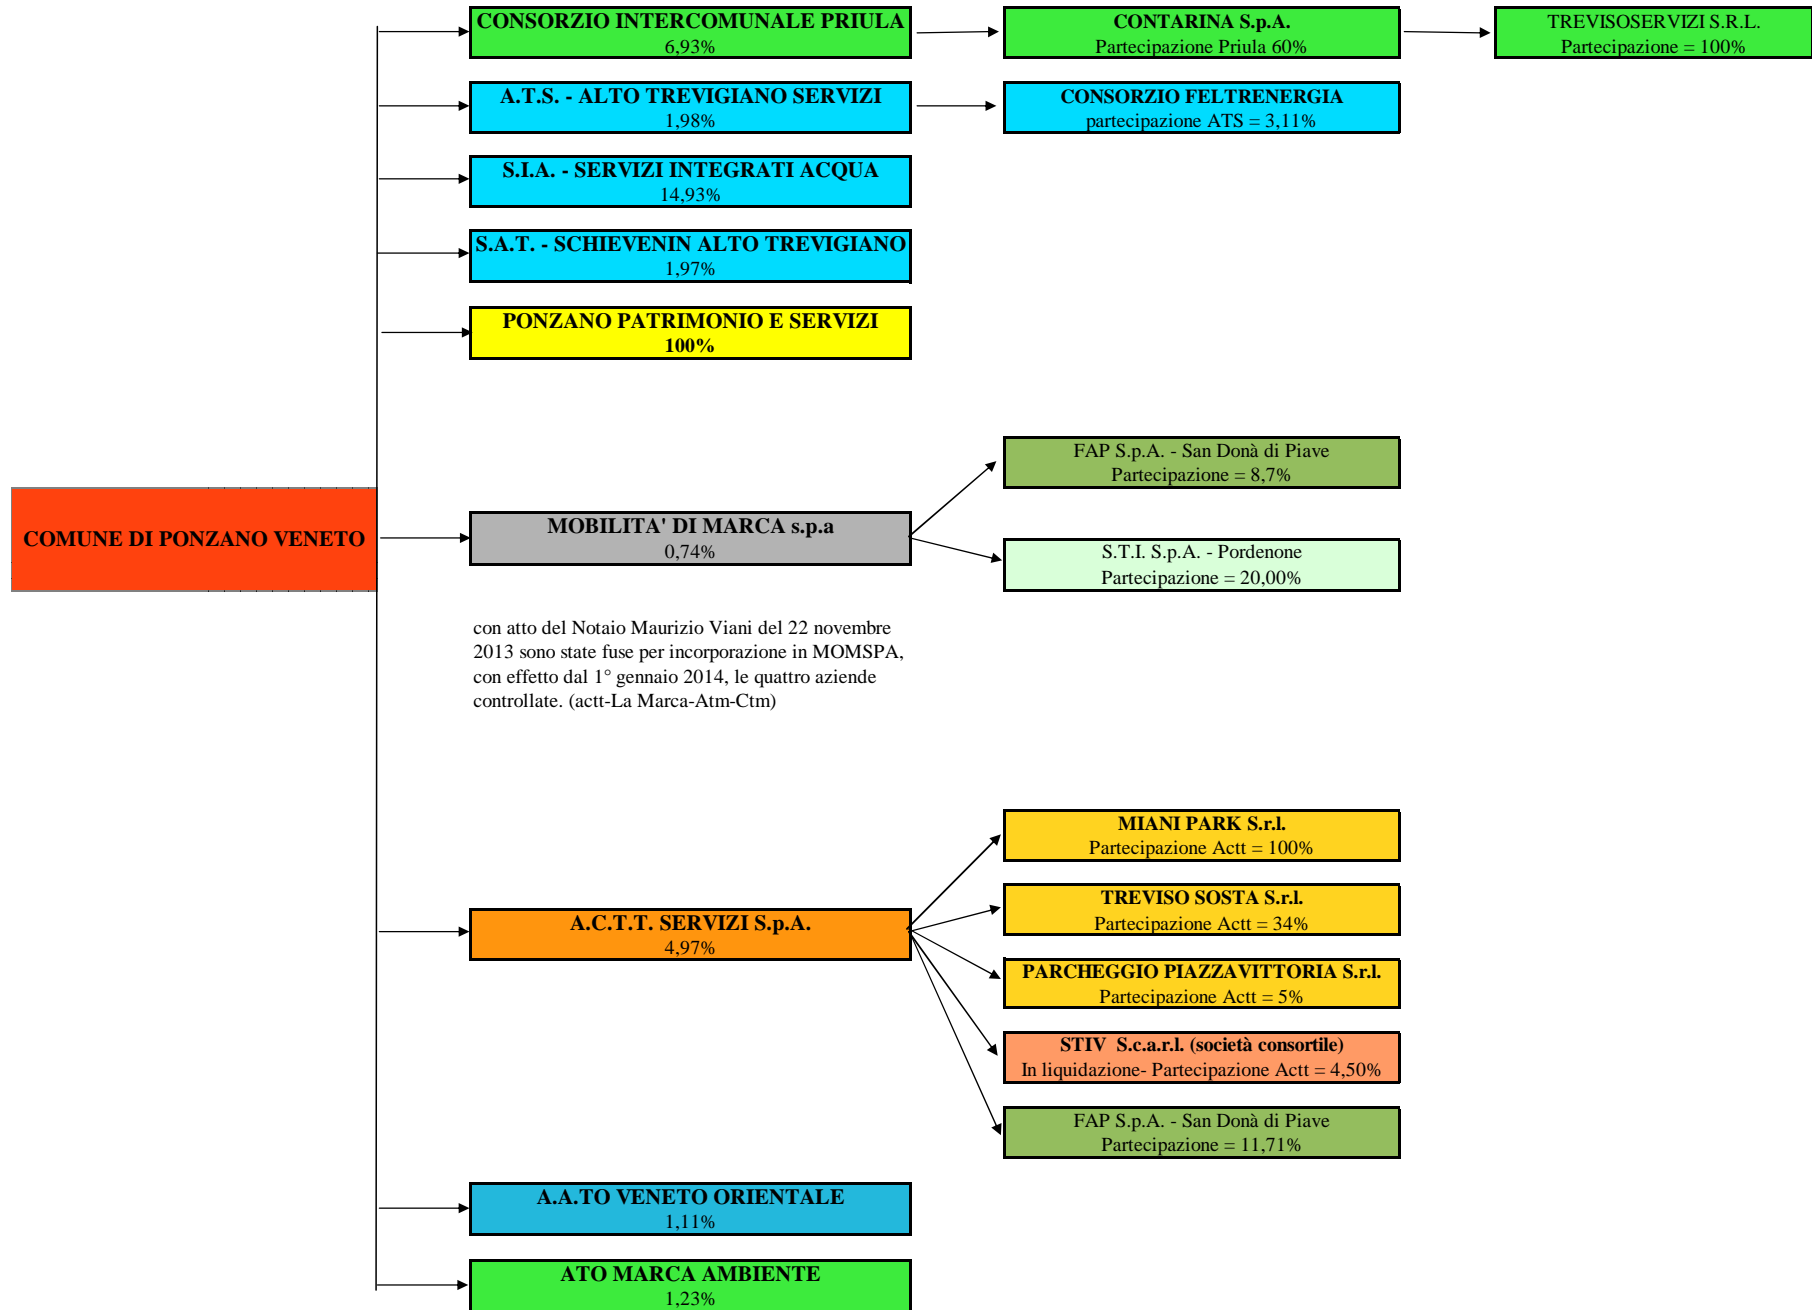 CONSORZIO INTERCOMUNALE PRIULA
6,93%
CONTARINA S.p.A.
Partecipazione Priula 60%
TREVISOSERVIZI S.R.L.
Partecipazione = 100%
A.T.S. - ALTO TREVIGIANO SERVIZI
1,98%
CONSORZIO FELTRENERGIA
partecipazione ATS = 3,11%
S.I.A. - SERVIZI INTEGRATI ACQUA
14,93%
S.A.T. - SCHIEVENIN ALTO TREVIGIANO
1,97%
PONZANO PATRIMONIO E SERVIZI
100%
COMUNE DI PONZANO VENETO
MOBILITA' DI MARCA s.p.a
0,74%
FAP S.p.A. - San Donà di Piave
Partecipazione = 8,7%
S.T.I. S.p.A. - Pordenone
Partecipazione = 20,00%
con atto del Notaio Maurizio Viani del 22 novembre
2013 sono state fuse per incorporazione in MOMSPA,
con effetto dal 1° gennaio 2014, le quattro aziende
controllate. (actt-La Marca-Atm-Ctm)
A.C.T.T. SERVIZI S.p.A.
4,97%
MIANI PARK S.r.l.
Partecipazione Actt = 100%
TREVISO SOSTA S.r.l.
Partecipazione Actt = 34%
PARCHEGGIO PIAZZAVITTORIA S.r.l.
Partecipazione Actt = 5%
STIV  S.c.a.r.l. (società consortile)
In liquidazione- Partecipazione Actt = 4,50%
FAP S.p.A. - San Donà di Piave
Partecipazione = 11,71%
A.A.TO VENETO ORIENTALE
1,11%
ATO MARCA AMBIENTE
1,23%